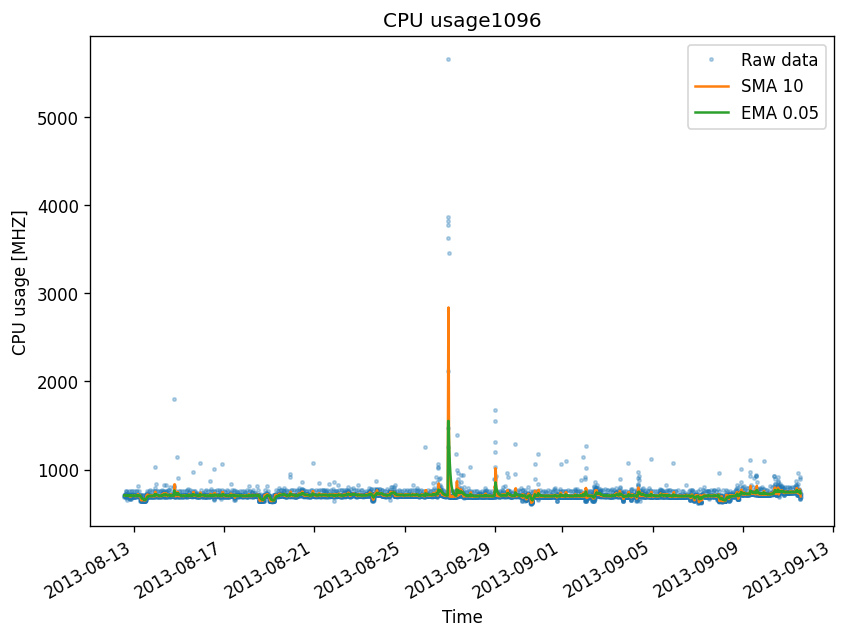 CPU usage1096
Raw data
SMA 10
EMA 0.05
CPU usage [MHZ]
5000
4000
3000
2000
1000
2013-08-13
2013-08-17
2013-08-21
2013-08-25
2013-08-29
2013-09-01
2013-09-05
2013-09-09
2013-09-13
Time